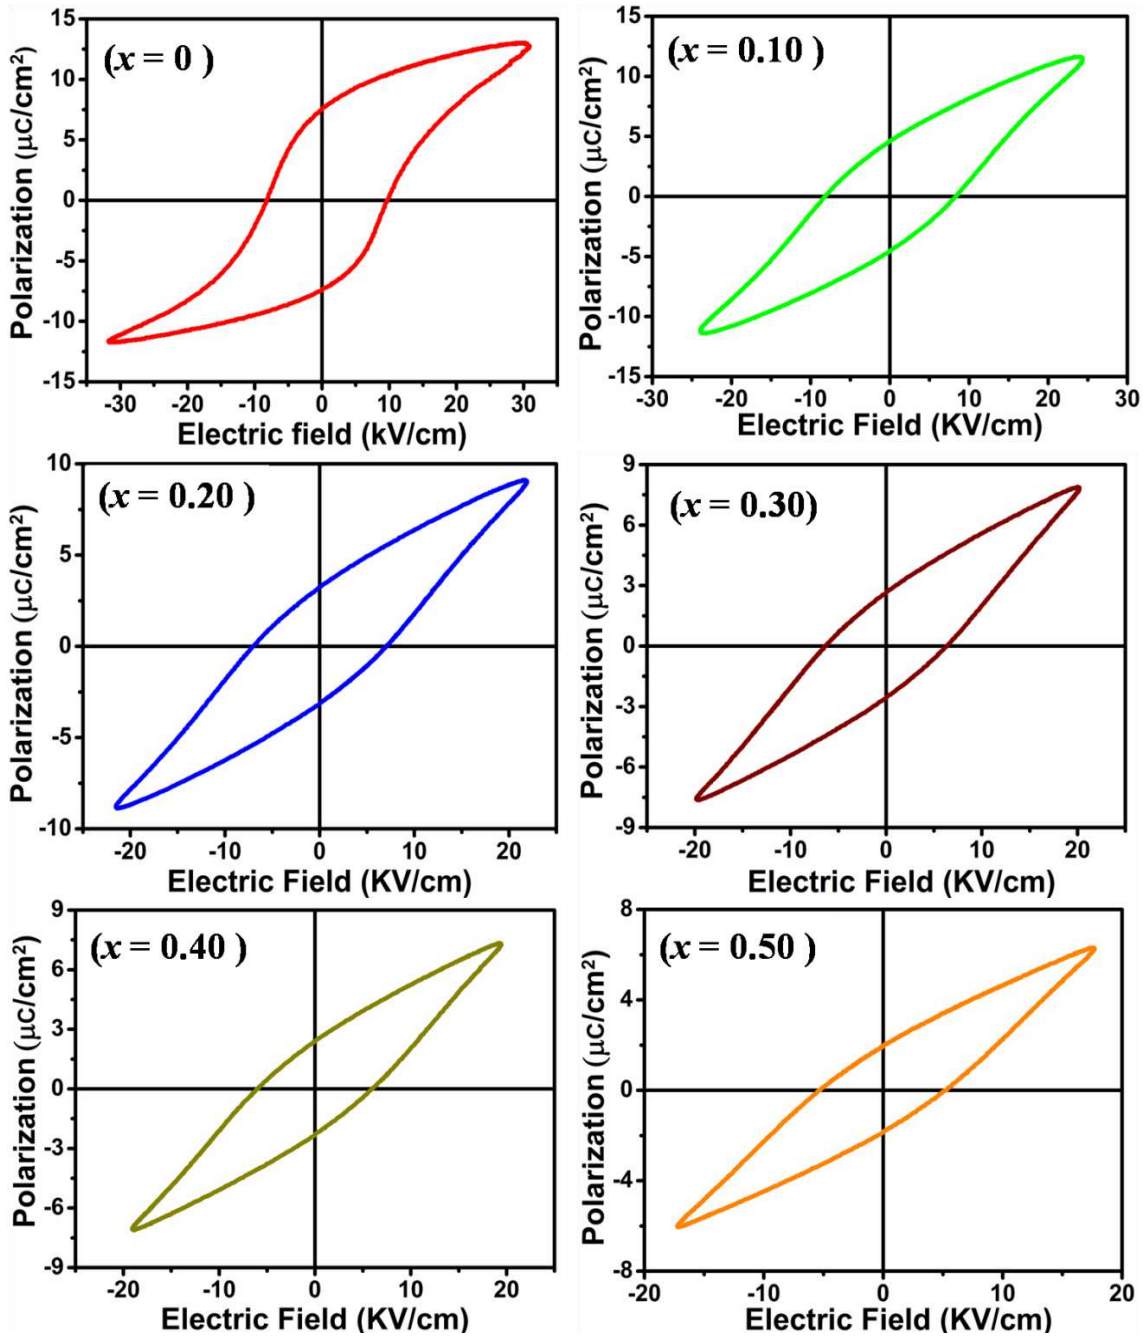 15
10
5
0
-5
-10
-15
(x = 0 )
Polarization (μC/cm²)
-30 -20 -10 0 10 20 30
Electric field (kV/cm)
15
10
5
0
-5
-10
-15
(x = 0.10 )
Polarization (μC/cm²)
-30 -20 -10 0 10 20 30
Electric Field (KV/cm)
10
5
0
-5
-10
(x = 0.20 )
Polarization (μC/cm²)
-20 -10 0 10 20
Electric Field (KV/cm)
9
6
3
0
-3
-6
-9
(x = 0.30)
Polarization (μC/cm²)
-20 -10 0 10 20
Electric Field (KV/cm)
9
6
3
0
-3
-6
-9
(x = 0.40 )
Polarization (μC/cm²)
-20 -10 0 10 20
Electric Field (KV/cm)
8
4
0
-4
-8
(x = 0.50 )
Polarization (μC/cm²)
-20 -10 0 10 20
Electric Field (KV/cm)